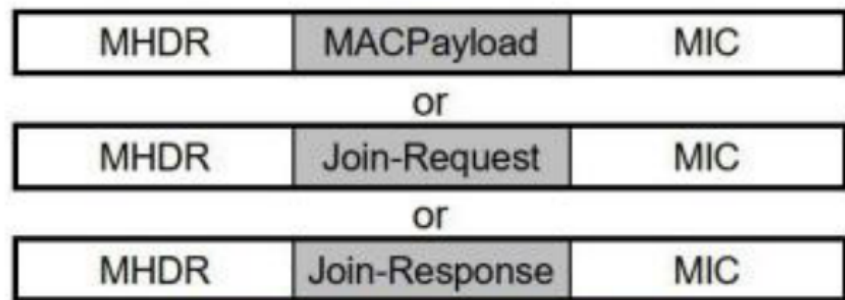 MHDR MACPayload MIC
or
MHDR Join-Request MIC
or
MHDR Join-Response MIC